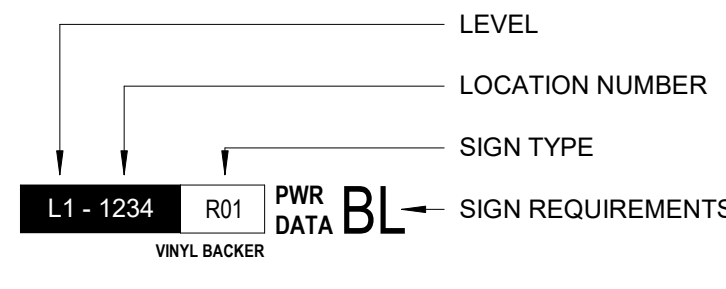 LEVEL
LOCATION NUMBER
SIGN TYPE
L1 - 1234 R01 PWR DATA BL SIGN REQUIREMENTS
VINYL BACKER